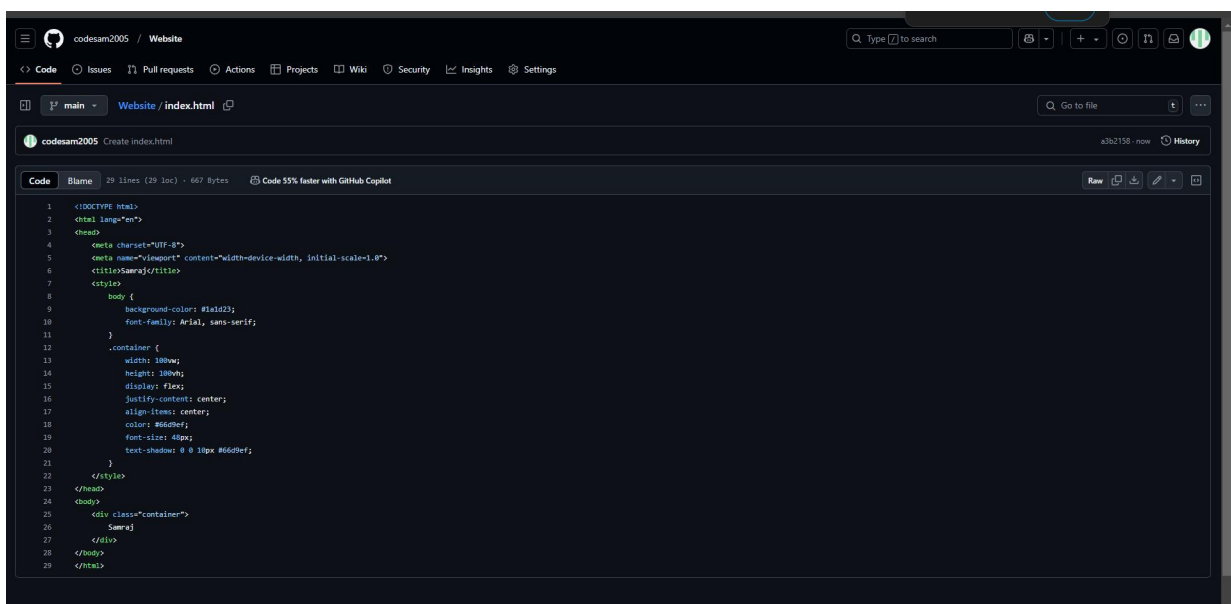 codesam2005 / Website
Type / to search
<> Code Issues Pull requests Actions Projects Wiki Security Insights Settings
main Website / index.html
Go to file t
codesam2005 Create index.html
a3b2158 · now History
Code Blame 29 lines (29 loc) · 667 Bytes Code 55% faster with GitHub Copilot
Raw
1 <!DOCTYPE html>
2 <html lang="en">
3 <head>
4 <meta charset="UTF-8">
5 <meta name="viewport" content="width=device-width, initial-scale=1.0">
6 <title>Samraj</title>
7 <style>
8 body {
9 background-color: #1a1d23;
10 font-family: Arial, sans-serif;
11 }
12 .container {
13 width: 100vw;
14 height: 100vh;
15 display: flex;
16 justify-content: center;
17 align-items: center;
18 color: #66d9ef;
19 font-size: 48px;
20 text-shadow: 0 0 10px #66d9ef;
21 }
22 </style>
23 </head>
24 <body>
25 <div class="container">
26 Samraj
27 </div>
28 </body>
29 </html>